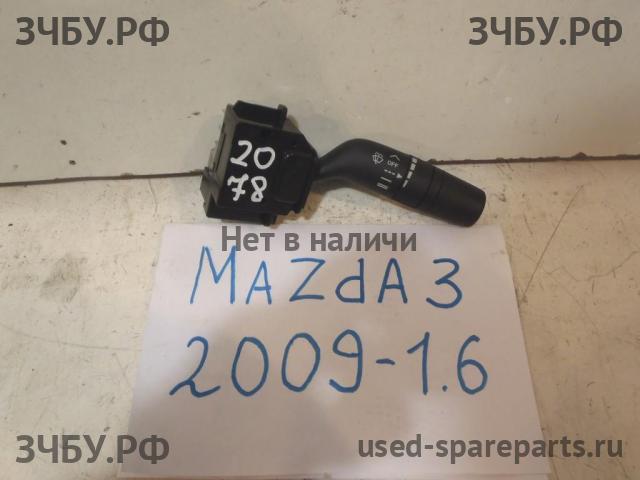 ЗЧБУ.РФ
ЗЧБУ.РФ
20
78
OFF
Нет в наличи
MAZdA 3
2009-1.6
ЗЧБУ.РФ
used-spareparts.ru